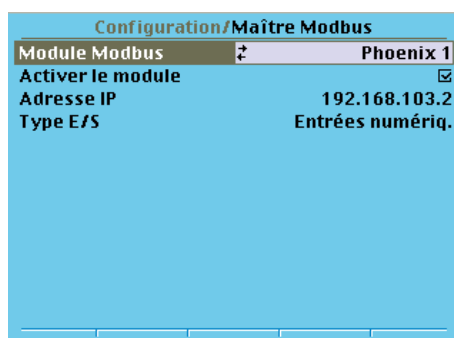 Configuration/Maître Modbus
Module Modbus Phoenix 1
Activer le module
Adresse IP 192.168.103.2
Type E/S Entrées numériq.